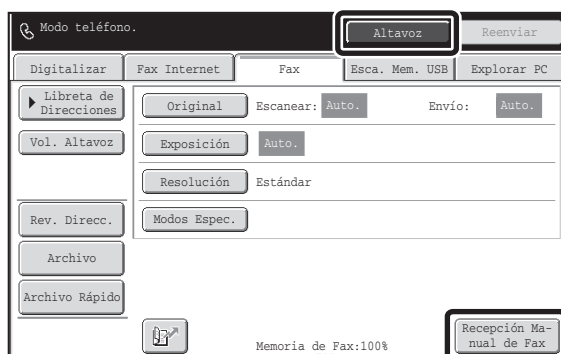 Modo teléfono.
Altavoz
Reenviar
Digitalizar
Fax Internet
Fax
Esca. Mem. USB
Explorar PC
Libreta de
Direcciones
Original
Escanear:
Auto.
Envío:
Auto.
Vol. Altavoz
Exposición
Auto.
Resolución
Estándar
Rev. Direcc.
Modos Espec.
Archivo
Archivo Rápido
Memoria de Fax:100%
Recepción Ma-
nual de Fax